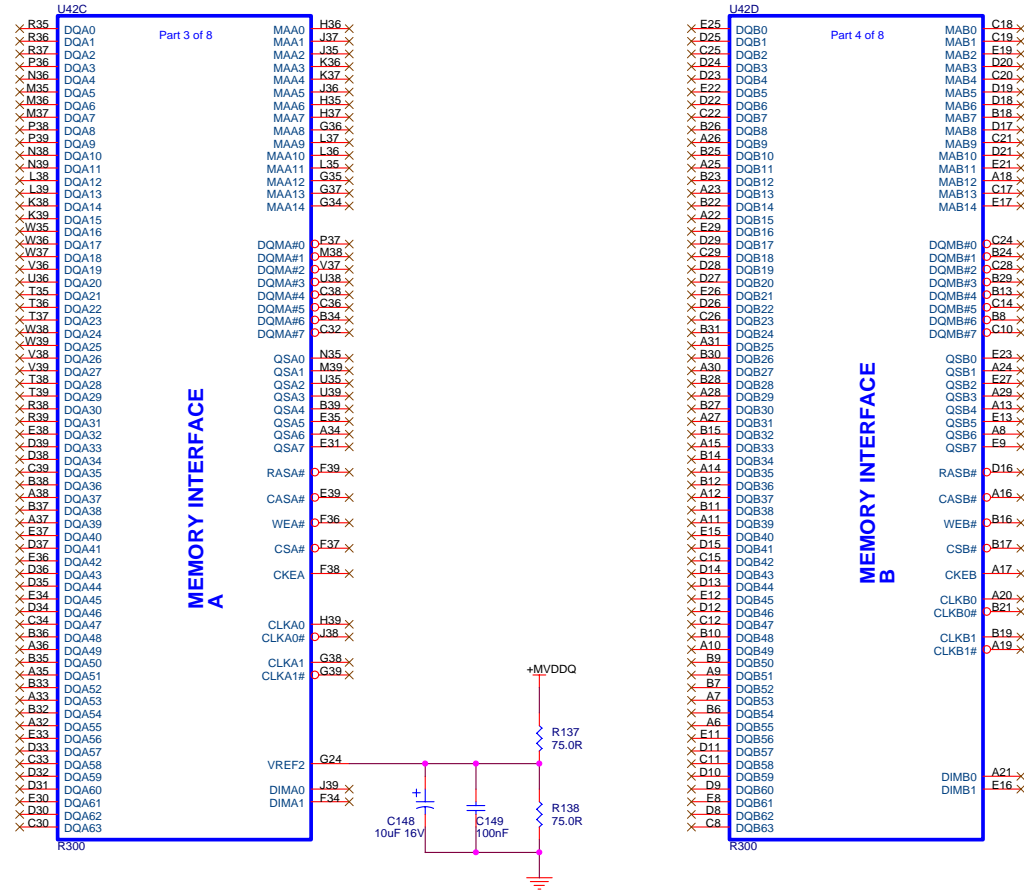 U42C
Part 3 of 8
R35 DQA0
R36 DQA1
R37 DQA2
P36 DQA3
N36 DQA4
M35 DQA5
M36 DQA6
M37 DQA7
P38 DQA8
P39 DQA9
N38 DQA10
N39 DQA11
L38 DQA12
L39 DQA13
K38 DQA14
K39 DQA15
W35 DQA16
W36 DQA17
W37 DQA18
V36 DQA19
U36 DQA20
T35 DQA21
T36 DQA22
T37 DQA23
W38 DQA24
W39 DQA25
V38 DQA26
V39 DQA27
T38 DQA28
T39 DQA29
R38 DQA30
R39 DQA31
E38 DQA32
D39 DQA33
D38 DQA34
C39 DQA35
B38 DQA36
A38 DQA37
B37 DQA38
A37 DQA39
E37 DQA40
D37 DQA41
E36 DQA42
D36 DQA43
D35 DQA44
E34 DQA45
D34 DQA46
C34 DQA47
B36 DQA48
A36 DQA49
B35 DQA50
A35 DQA51
B33 DQA52
A33 DQA53
B32 DQA54
A32 DQA55
E33 DQA56
D33 DQA57
C33 DQA58
D32 DQA59
D31 DQA60
E30 DQA61
D30 DQA62
C30 DQA63
MEMORY INTERFACE
A
MAA0 H36
MAA1 J37
MAA2 J35
MAA3 K36
MAA4 K37
MAA5 J36
MAA6 H35
MAA7 H37
MAA8 G36
MAA9 L37
MAA10 L36
MAA11 L35
MAA12 G35
MAA13 G37
MAA14 G34
DQMA#0 P37
DQMA#1 M38
DQMA#2 V37
DQMA#3 U38
DQMA#4 C38
DQMA#5 C36
DQMA#6 B34
DQMA#7 C32
QSA0 N35
QSA1 M39
QSA2 U35
QSA3 U39
QSA4 B39
QSA5 E35
QSA6 A34
QSA7 E31
RASA# F39
CASA# E39
WEA# F36
CSA# F37
CKEA F38
CLKA0 H39
CLKA0# J38
CLKA1 G38
CLKA1# G39
VREF2 G24
DIMA0 J39
DIMA1 F34
R300
+MVDDQ
R137
75.0R
R138
75.0R
C148
10uF 16V
C149
100nF
U42D
Part 4 of 8
E25 DQB0
D25 DQB1
C25 DQB2
D24 DQB3
D23 DQB4
E22 DQB5
D22 DQB6
C22 DQB7
B26 DQB8
A26 DQB9
B25 DQB10
A25 DQB11
B23 DQB12
A23 DQB13
B22 DQB14
A22 DQB15
E29 DQB16
D29 DQB17
C29 DQB18
D28 DQB19
D27 DQB20
E26 DQB21
D26 DQB22
C26 DQB23
B31 DQB24
A31 DQB25
B30 DQB26
A30 DQB27
B28 DQB28
A28 DQB29
B27 DQB30
A27 DQB31
B15 DQB32
A15 DQB33
B14 DQB34
A14 DQB35
B12 DQB36
A12 DQB37
B11 DQB38
A11 DQB39
E15 DQB40
D15 DQB41
C15 DQB42
D14 DQB43
D13 DQB44
E12 DQB45
D12 DQB46
C12 DQB47
B10 DQB48
A10 DQB49
B9 DQB50
A9 DQB51
B7 DQB52
A7 DQB53
B6 DQB54
A6 DQB55
E11 DQB56
D11 DQB57
C11 DQB58
D10 DQB59
D9 DQB60
E8 DQB61
D8 DQB62
C8 DQB63
MEMORY INTERFACE
B
MAB0 C18
MAB1 C19
MAB2 E19
MAB3 D20
MAB4 C20
MAB5 D19
MAB6 D18
MAB7 B18
MAB8 D17
MAB9 C21
MAB10 D21
MAB11 E21
MAB12 A18
MAB13 C17
MAB14 E17
DQMB#0 C24
DQMB#1 B24
DQMB#2 C28
DQMB#3 B29
DQMB#4 B13
DQMB#5 C14
DQMB#6 B8
DQMB#7 C10
QSB0 E23
QSB1 A24
QSB2 E27
QSB3 A29
QSB4 A13
QSB5 E13
QSB6 A8
QSB7 E9
RASB# D16
CASB# A16
WEB# B16
CSB# B17
CKEB A17
CLKB0 A20
CLKB0# B21
CLKB1 B19
CLKB1# A19
DIMB0 A21
DIMB1 E16
R300